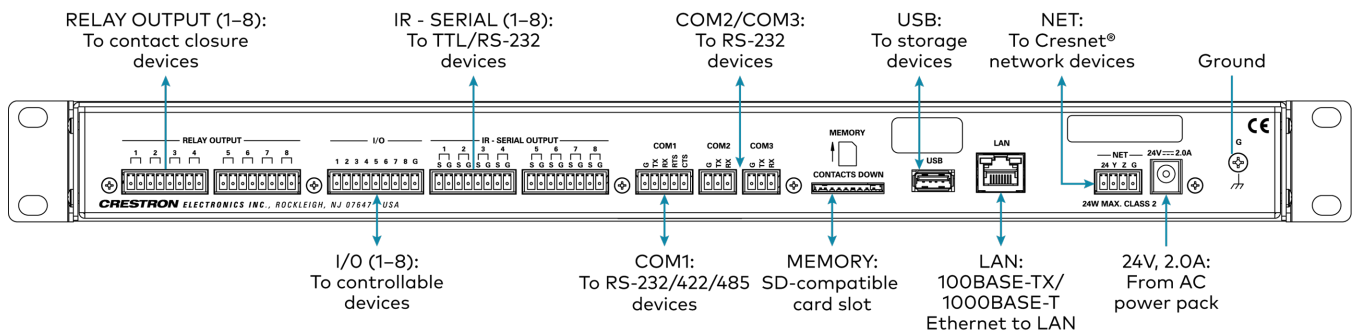 RELAY OUTPUT (1–8):
To contact closure
devices
IR - SERIAL (1–8):
To TTL/RS-232
devices
COM2/COM3:
To RS-232
devices
USB:
To storage
devices
NET:
To Cresnet®
network devices
Ground
RELAY OUTPUT
1 2 3 4 5 6 7 8
I/O
1 2 3 4 5 6 7 8 G
IR - SERIAL OUTPUT
1 2 3 4 5 6 7 8
S G S G S G S G S G S G S G S G
COM1
G TX RX RTS CTS
COM2
G TX RX
COM3
G TX RX
MEMORY
CONTACTS DOWN
USB
LAN
NET
24 Y Z G
24V 2.0A
24W MAX. CLASS 2
CE
G
CRESTRON ELECTRONICS INC., ROCKLEIGH, NJ 07647 USA
I/O (1–8):
To controllable
devices
COM1:
To RS-232/422/485
devices
MEMORY:
SD-compatible
card slot
LAN:
100BASE-TX/
1000BASE-T
Ethernet to LAN
24V, 2.0A:
From AC
power pack